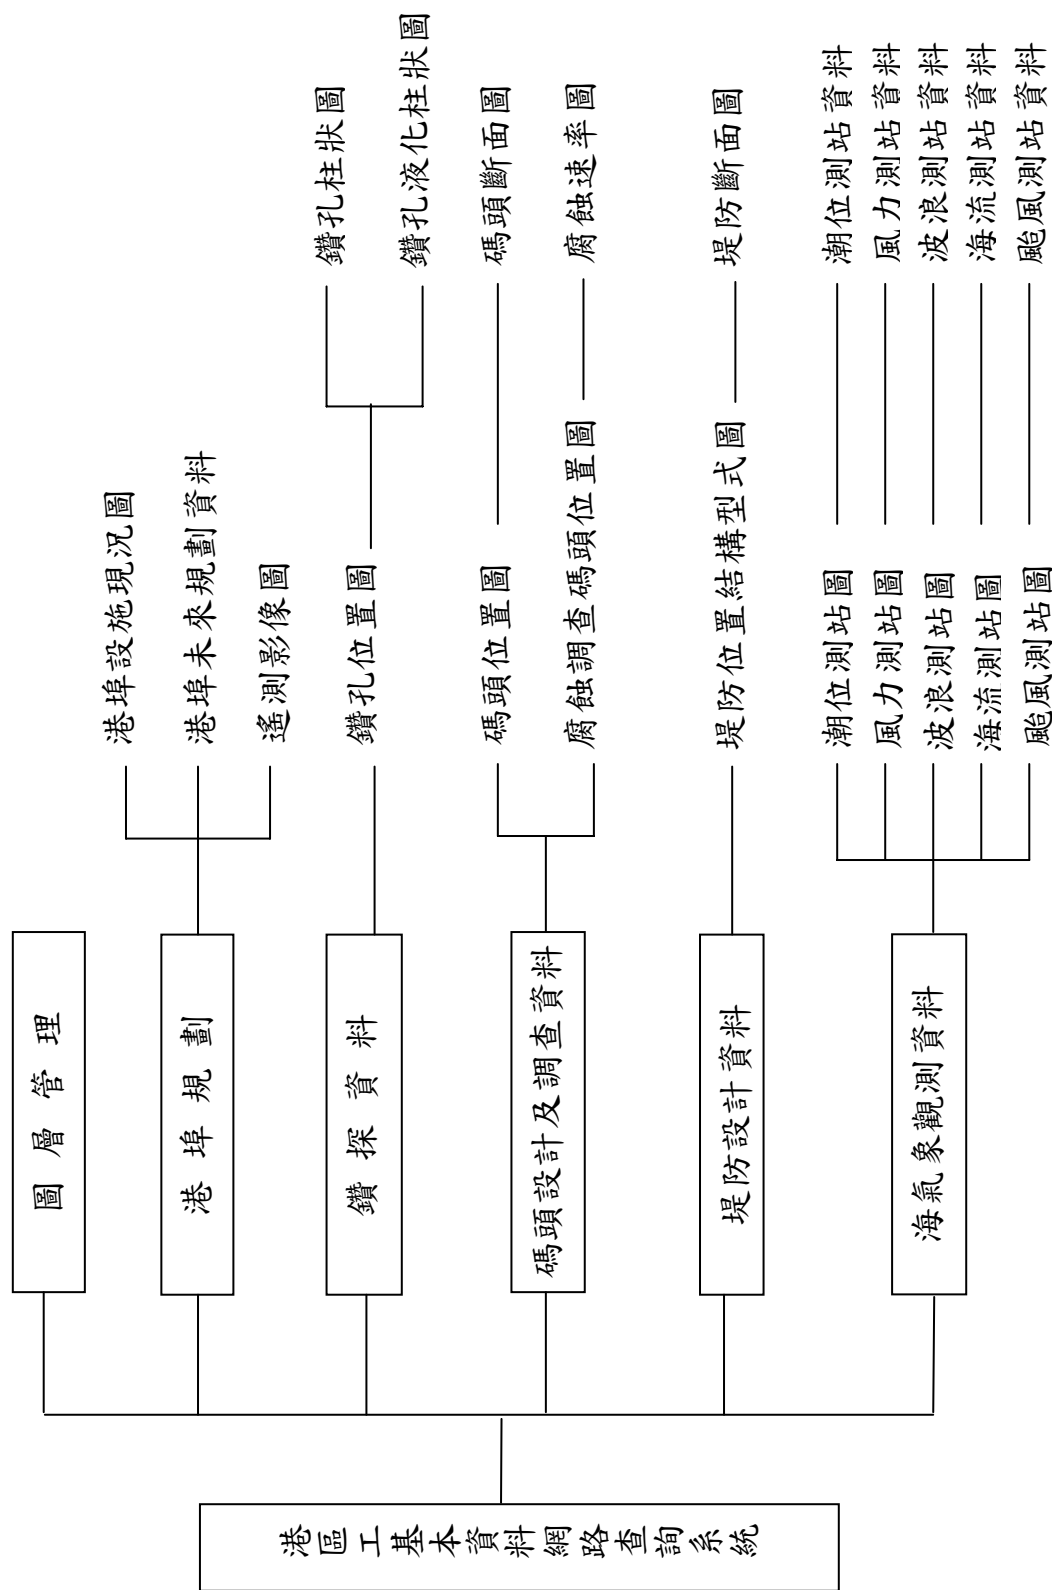 港區工基本資料網路查詢系統
圖層管理
港埠規劃
港埠設施現況圖
港埠未來規劃資料
遙測影像圖
鑽探資料
鑽孔位置圖
鑽孔柱狀圖
鑽孔液化柱狀圖
碼頭設計及調查資料
碼頭位置圖
碼頭斷面圖
腐蝕調查碼頭位置圖
腐蝕速率圖
堤防設計資料
堤防位置結構型式圖
堤防斷面圖
海氣象觀測資料
潮位測站圖
潮位測站資料
風力測站圖
風力測站資料
波浪測站圖
波浪測站資料
海流測站圖
海流測站資料
颱風測站圖
颱風測站資料